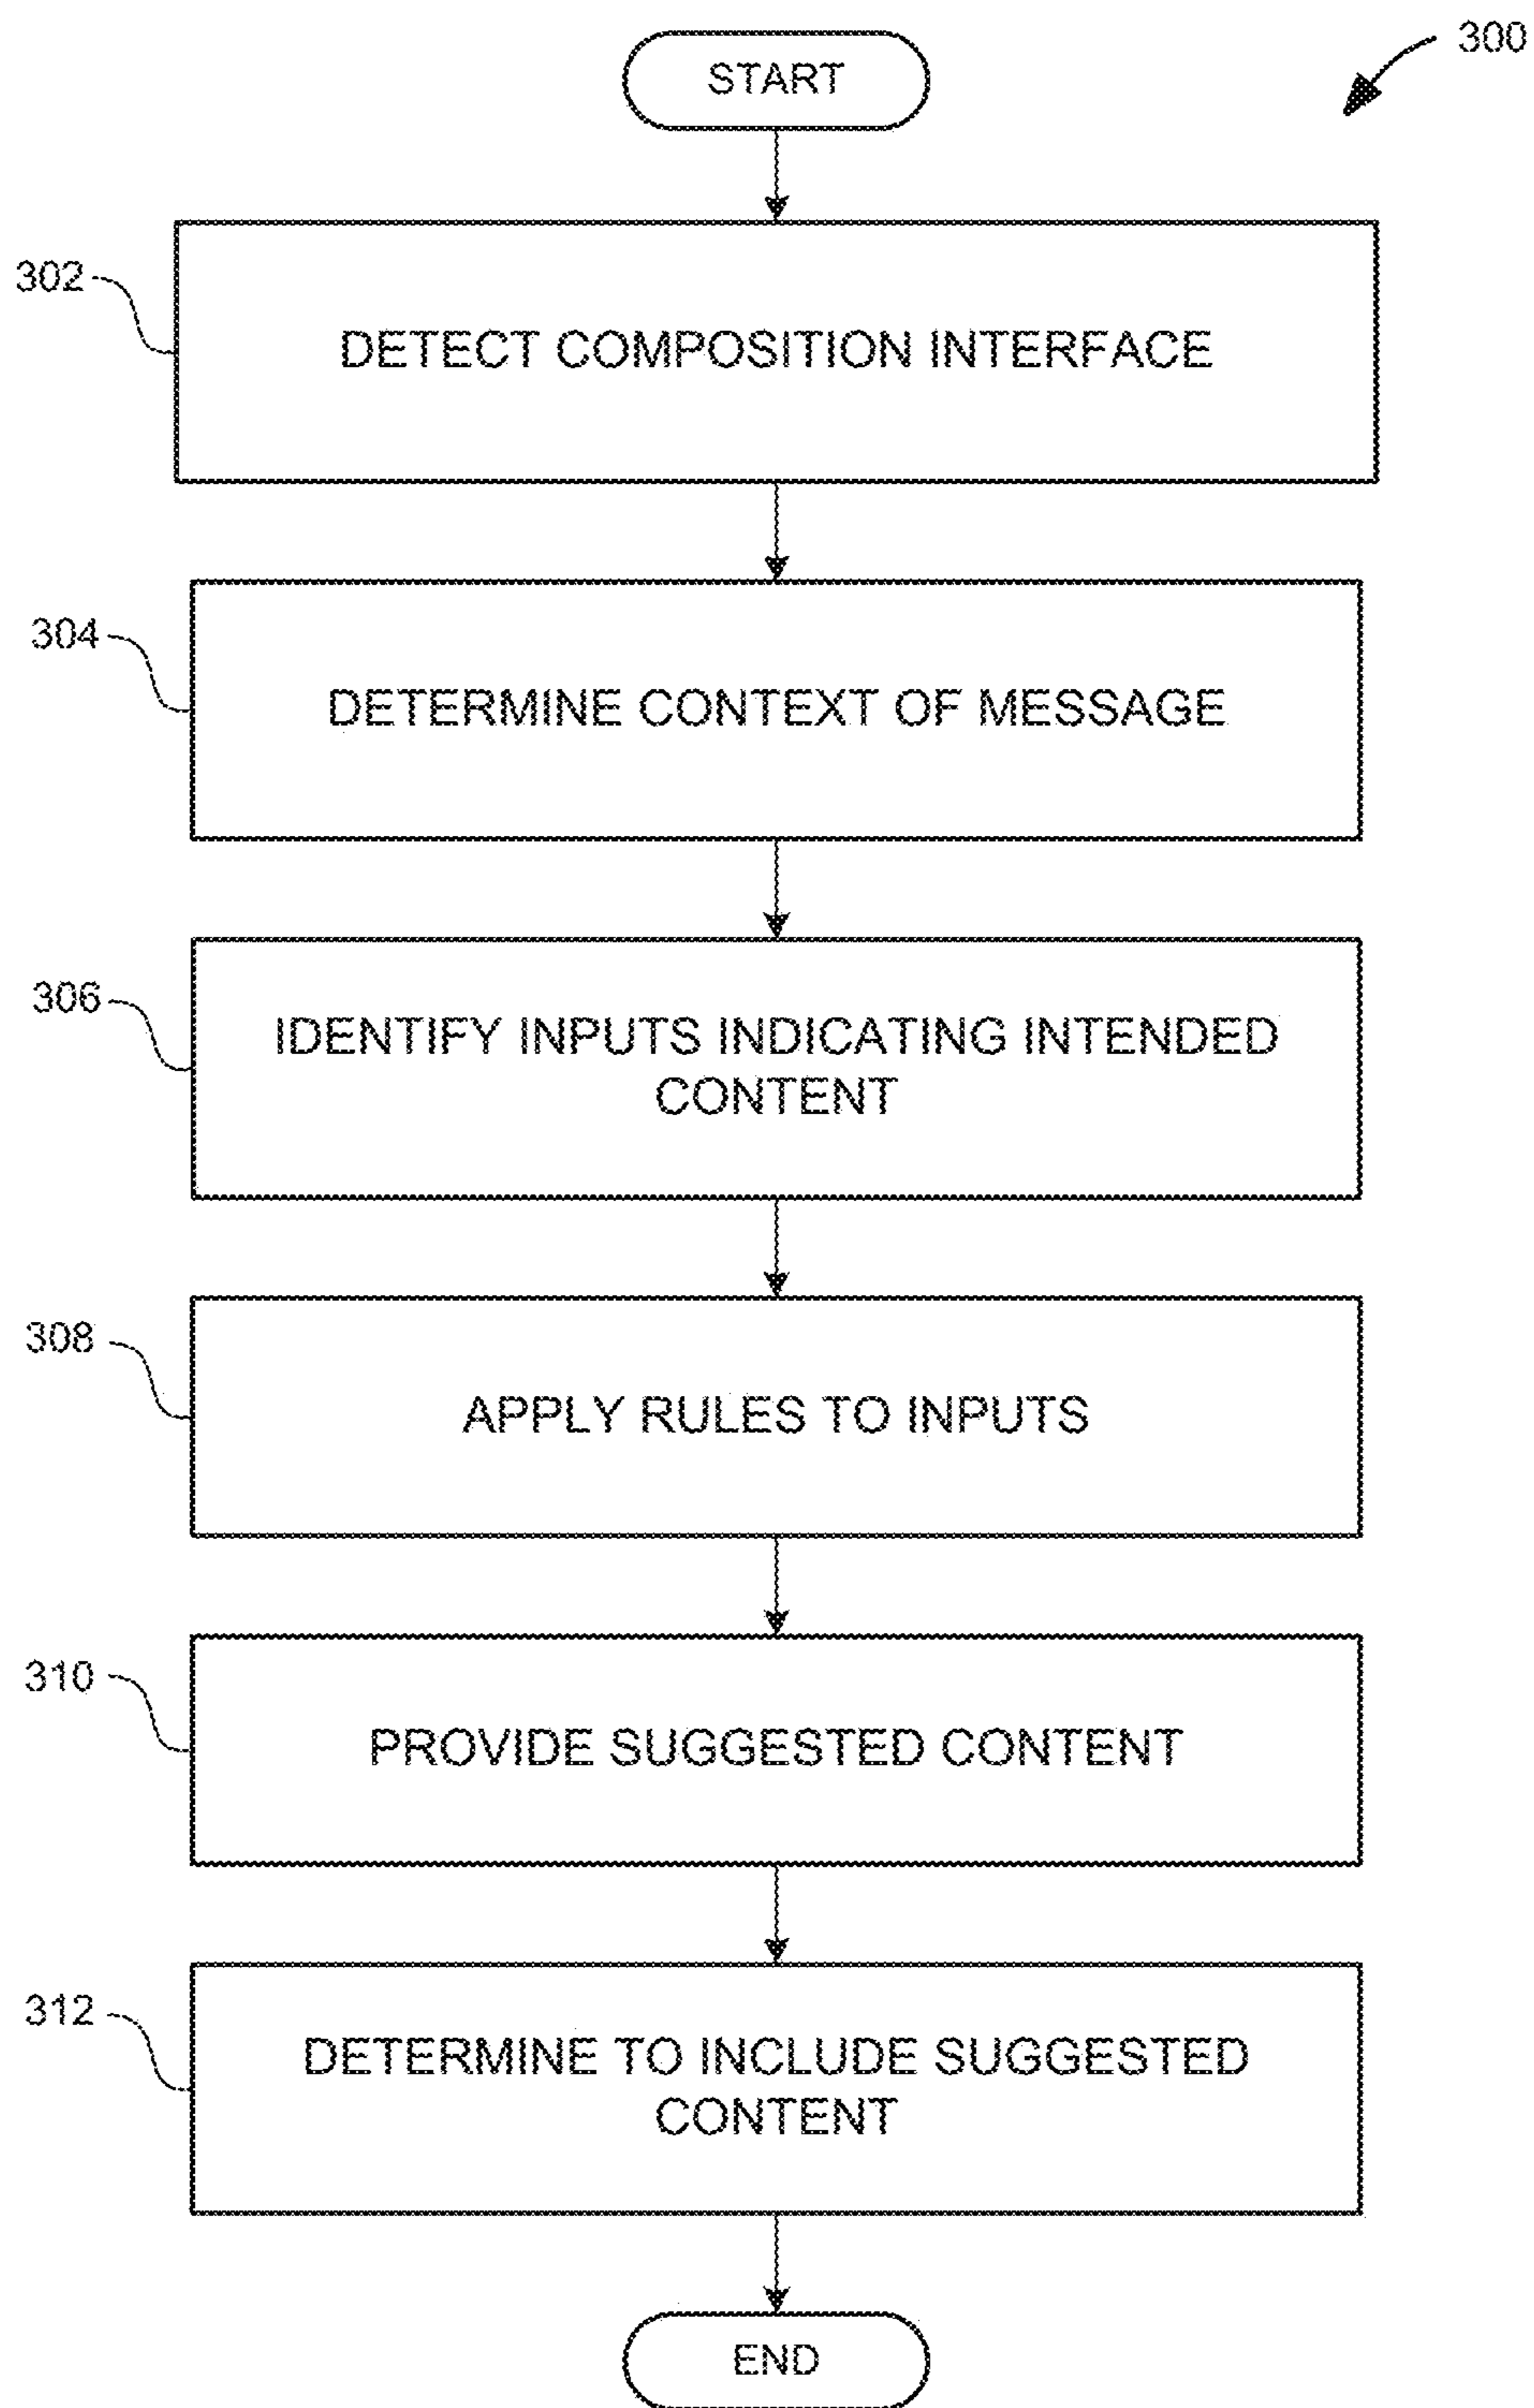 300
START
302
DETECT COMPOSITION INTERFACE
304
DETERMINE CONTEXT OF MESSAGE
306
IDENTIFY INPUTS INDICATING INTENDED
CONTENT
308
APPLY RULES TO INPUTS
310
PROVIDE SUGGESTED CONTENT
312
DETERMINE TO INCLUDE SUGGESTED
CONTENT
END